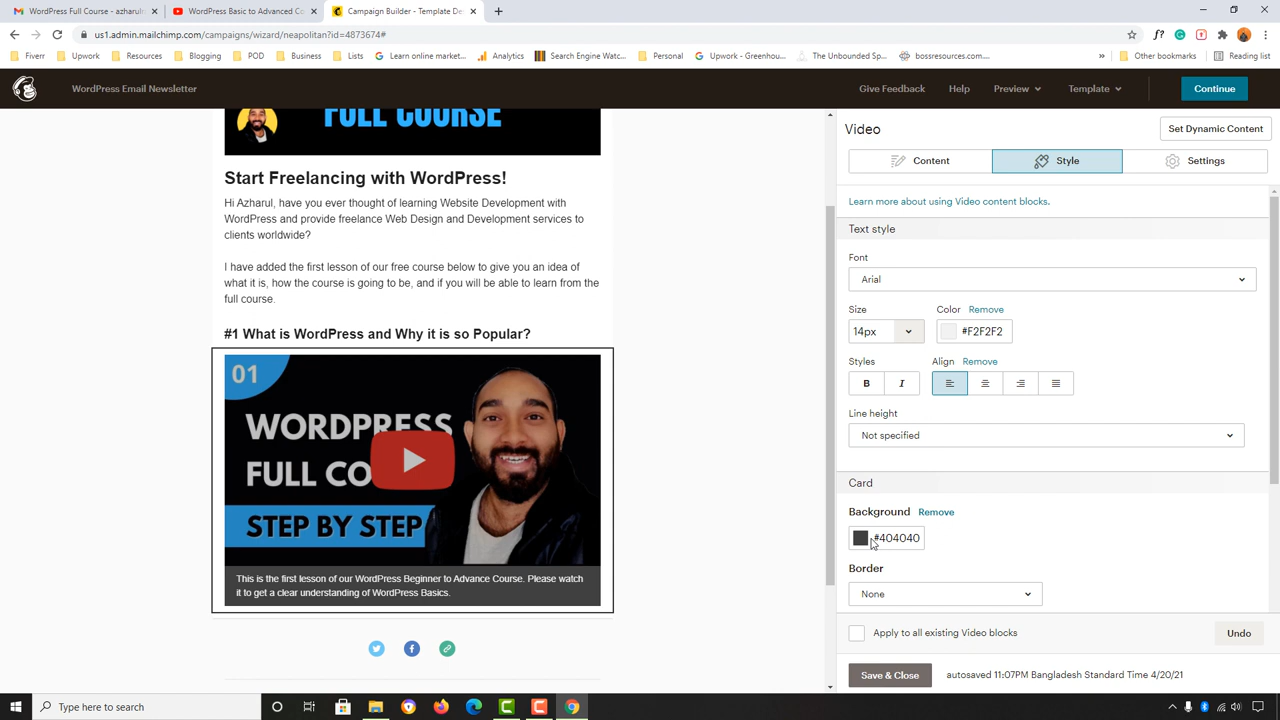 WordPress Full Course - azharul
WordPress Basic to Advance Cou
Campaign Builder - Template De
us1.admin.mailchimp.com/campaigns/wizard/neapolitan?id=4873674#
Fiverr
Upwork
Resources
Blogging
POD
Business
Lists
Learn online market...
Analytics
Search Engine Watc...
Personal
Upwork - Greenhou...
The Unbounded Sp...
bossresources.com...
»
Other bookmarks
Reading list
WordPress Email Newsletter
Give Feedback
Help
Preview
Template
Continue
FULL COURSE
Start Freelancing with WordPress!
Hi Azharul, have you ever thought of learning Website Development with
WordPress and provide freelance Web Design and Development services to
clients worldwide?
I have added the first lesson of our free course below to give you an idea of
what it is, how the course is going to be, and if you will be able to learn from the
full course.
#1 What is WordPress and Why it is so Popular?
01
WORDPRESS
FULL CO
STEP BY STEP
This is the first lesson of our WordPress Beginner to Advance Course. Please watch
it to get a clear understanding of WordPress Basics.
Video
Set Dynamic Content
Content
Style
Settings
Learn more about using Video content blocks.
Text style
Font
Arial
Size
Color Remove
14px
#F2F2F2
Styles
Align Remove
B
I
Line height
Not specified
Card
Background Remove
#404040
Border
None
Apply to all existing Video blocks
Undo
Save & Close
autosaved 11:07PM Bangladesh Standard Time 4/20/21
Type here to search